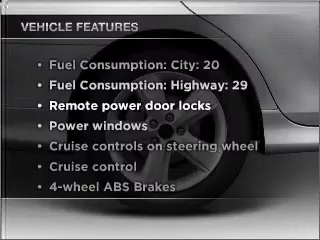 VEHICLE FEATURES
• Fuel Consumption: City: 20
• Fuel Consumption: Highway: 29
• Remote power door locks
• Power windows
• Cruise controls on steering wheel
• Cruise control
• 4-wheel ABS Brakes